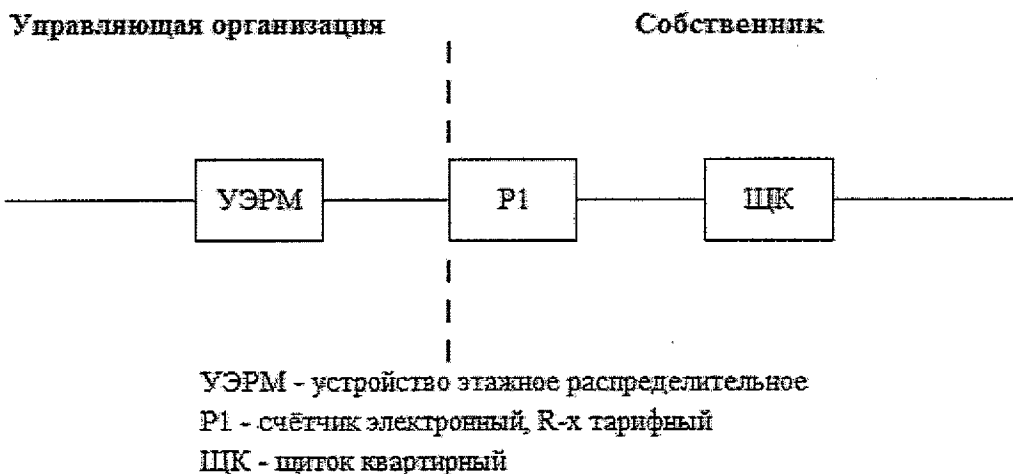 Управляющая организация Собственник
УЭРМ Р1 ЩК
УЭРМ - устройство этажное распределительное
Р1 - счётчик электронный, R-х тарифный
ЩК - щиток квартирный